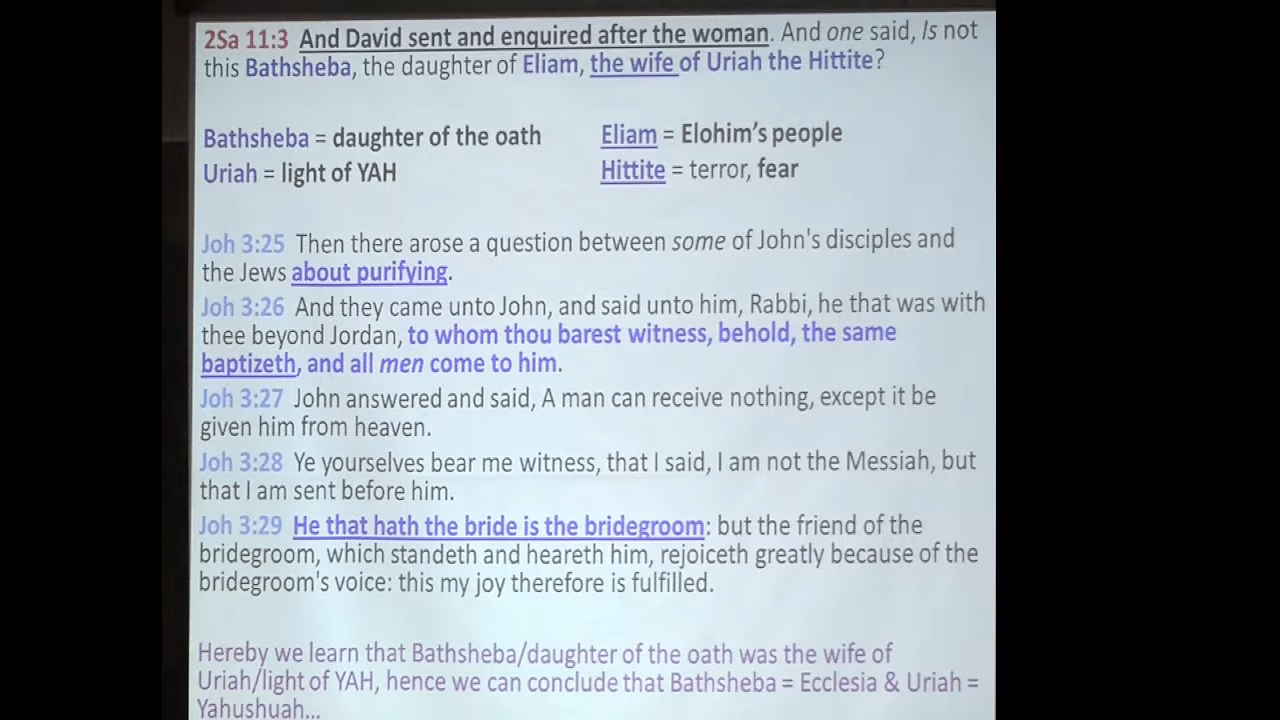 2Sa 11:3 And David sent and enquired after the woman. And one said, Is not
this Bathsheba, the daughter of Eliam, the wife of Uriah the Hittite?
Bathsheba = daughter of the oath
Eliam = Elohim's people
Uriah = light of YAH
Hittite = terror, fear
Joh 3:25 Then there arose a question between some of John's disciples and
the Jews about purifying.
Joh 3:26 And they came unto John, and said unto him, Rabbi, he that was with
thee beyond Jordan, to whom thou barest witness, behold, the same
baptizeth, and all men come to him.
Joh 3:27 John answered and said, A man can receive nothing, except it be
given him from heaven.
Joh 3:28 Ye yourselves bear me witness, that I said, I am not the Messiah, but
that I am sent before him.
Joh 3:29 He that hath the bride is the bridegroom: but the friend of the
bridegroom, which standeth and heareth him, rejoiceth greatly because of the
bridegroom's voice: this my joy therefore is fulfilled.
Hereby we learn that Bathsheba/daughter of the oath was the wife of
Uriah/light of YAH, hence we can conclude that Bathsheba = Ecclesia & Uriah =
Yahushuah...